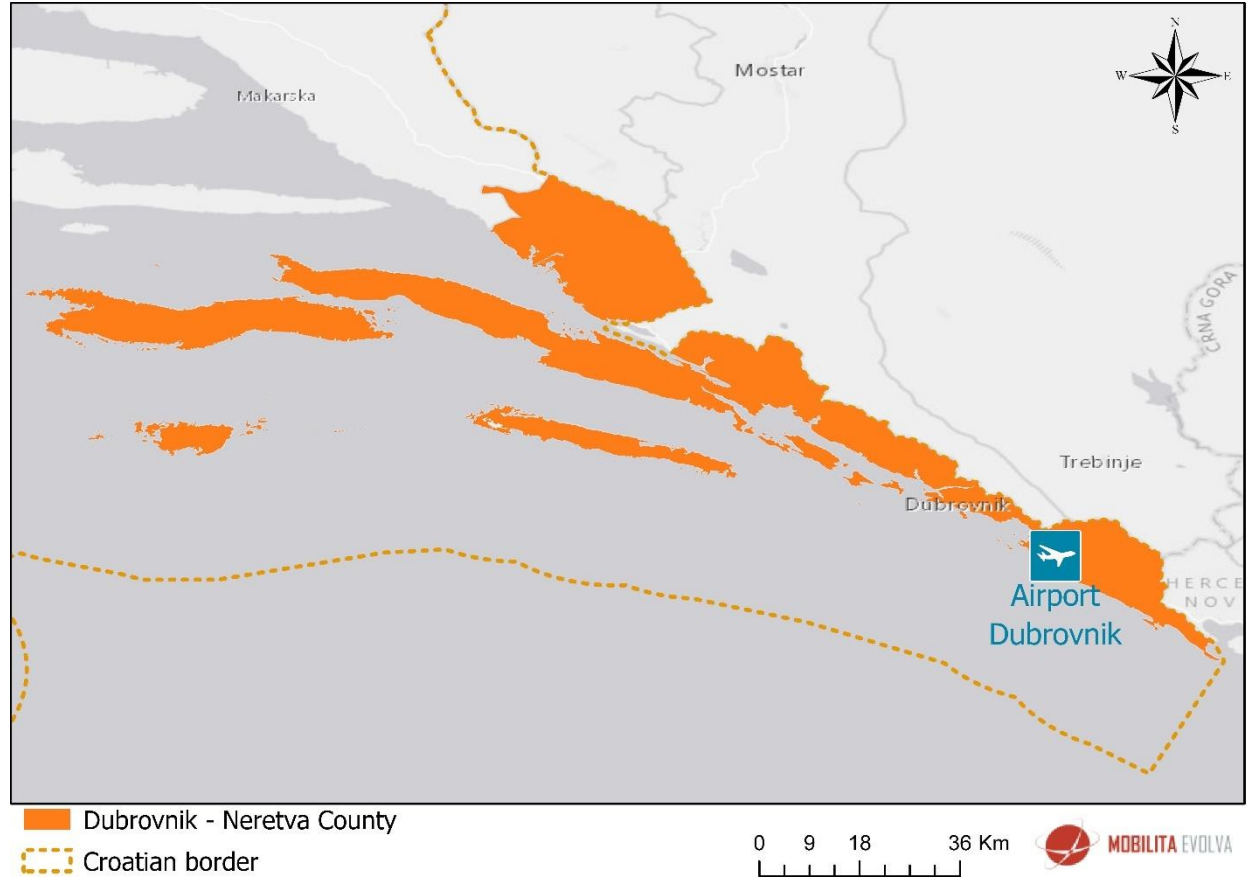 N
W E
S
Mostar
Makarska
CRNA GORA
Trebinje
Dubrovnik
HERCE
NOV
Airport
Dubrovnik
Dubrovnik - Neretva County
Croatian border
0 9 18 36 Km
MOBILITA EVOLVA